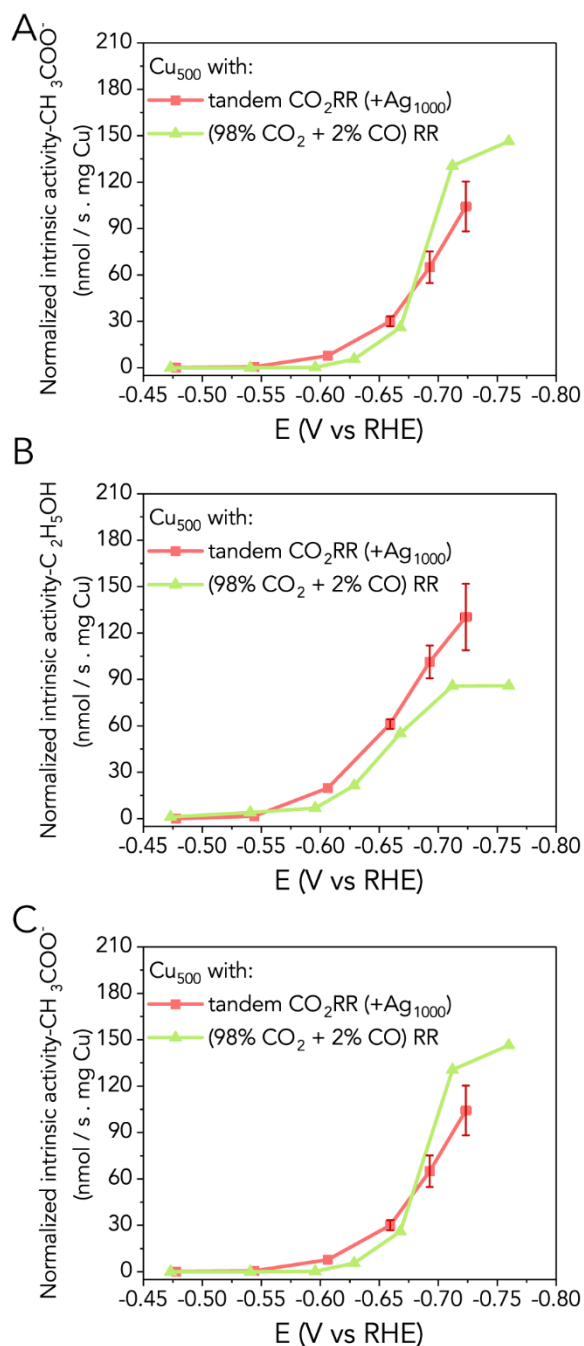 A
Normalized intrinsic activity-CH₃COO⁻
(nmol / s . mg Cu)
210
180
150
120
90
60
30
0
Cu₅₀₀ with:
tandem CO₂RR (+Ag₁₀₀₀)
(98% CO₂ + 2% CO) RR
-0.45 -0.50 -0.55 -0.60 -0.65 -0.70 -0.75 -0.80
E (V vs RHE)
B
Normalized intrinsic activity-C₂H₅OH
(nmol / s . mg Cu)
210
180
150
120
90
60
30
0
Cu₅₀₀ with:
tandem CO₂RR (+Ag₁₀₀₀)
(98% CO₂ + 2% CO) RR
-0.45 -0.50 -0.55 -0.60 -0.65 -0.70 -0.75 -0.80
E (V vs RHE)
C
Normalized intrinsic activity-CH₃COO⁻
(nmol / s . mg Cu)
210
180
150
120
90
60
30
0
Cu₅₀₀ with:
tandem CO₂RR (+Ag₁₀₀₀)
(98% CO₂ + 2% CO) RR
-0.45 -0.50 -0.55 -0.60 -0.65 -0.70 -0.75 -0.80
E (V vs RHE)